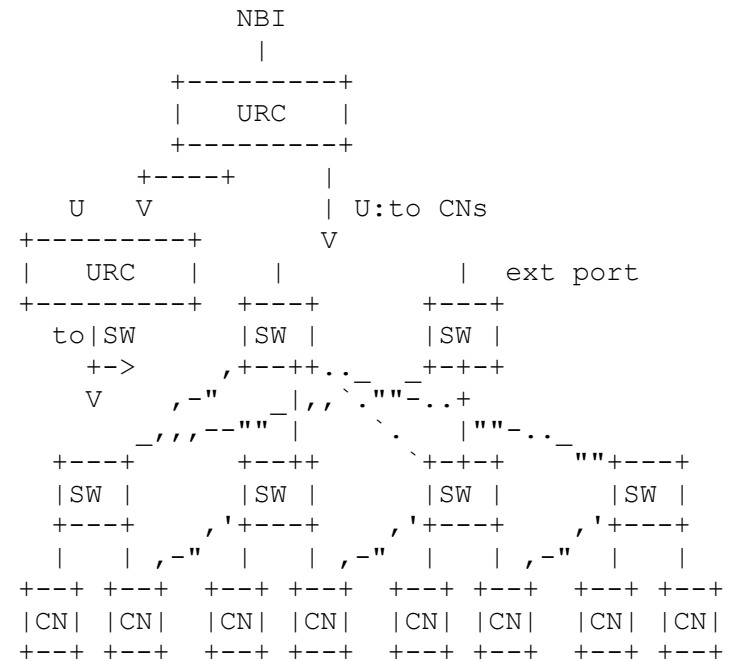 NBI
URC
U V U:to CNs
V
URC ext port
to SW SW SW
V
SW SW SW SW
CN CN CN CN CN CN CN CN